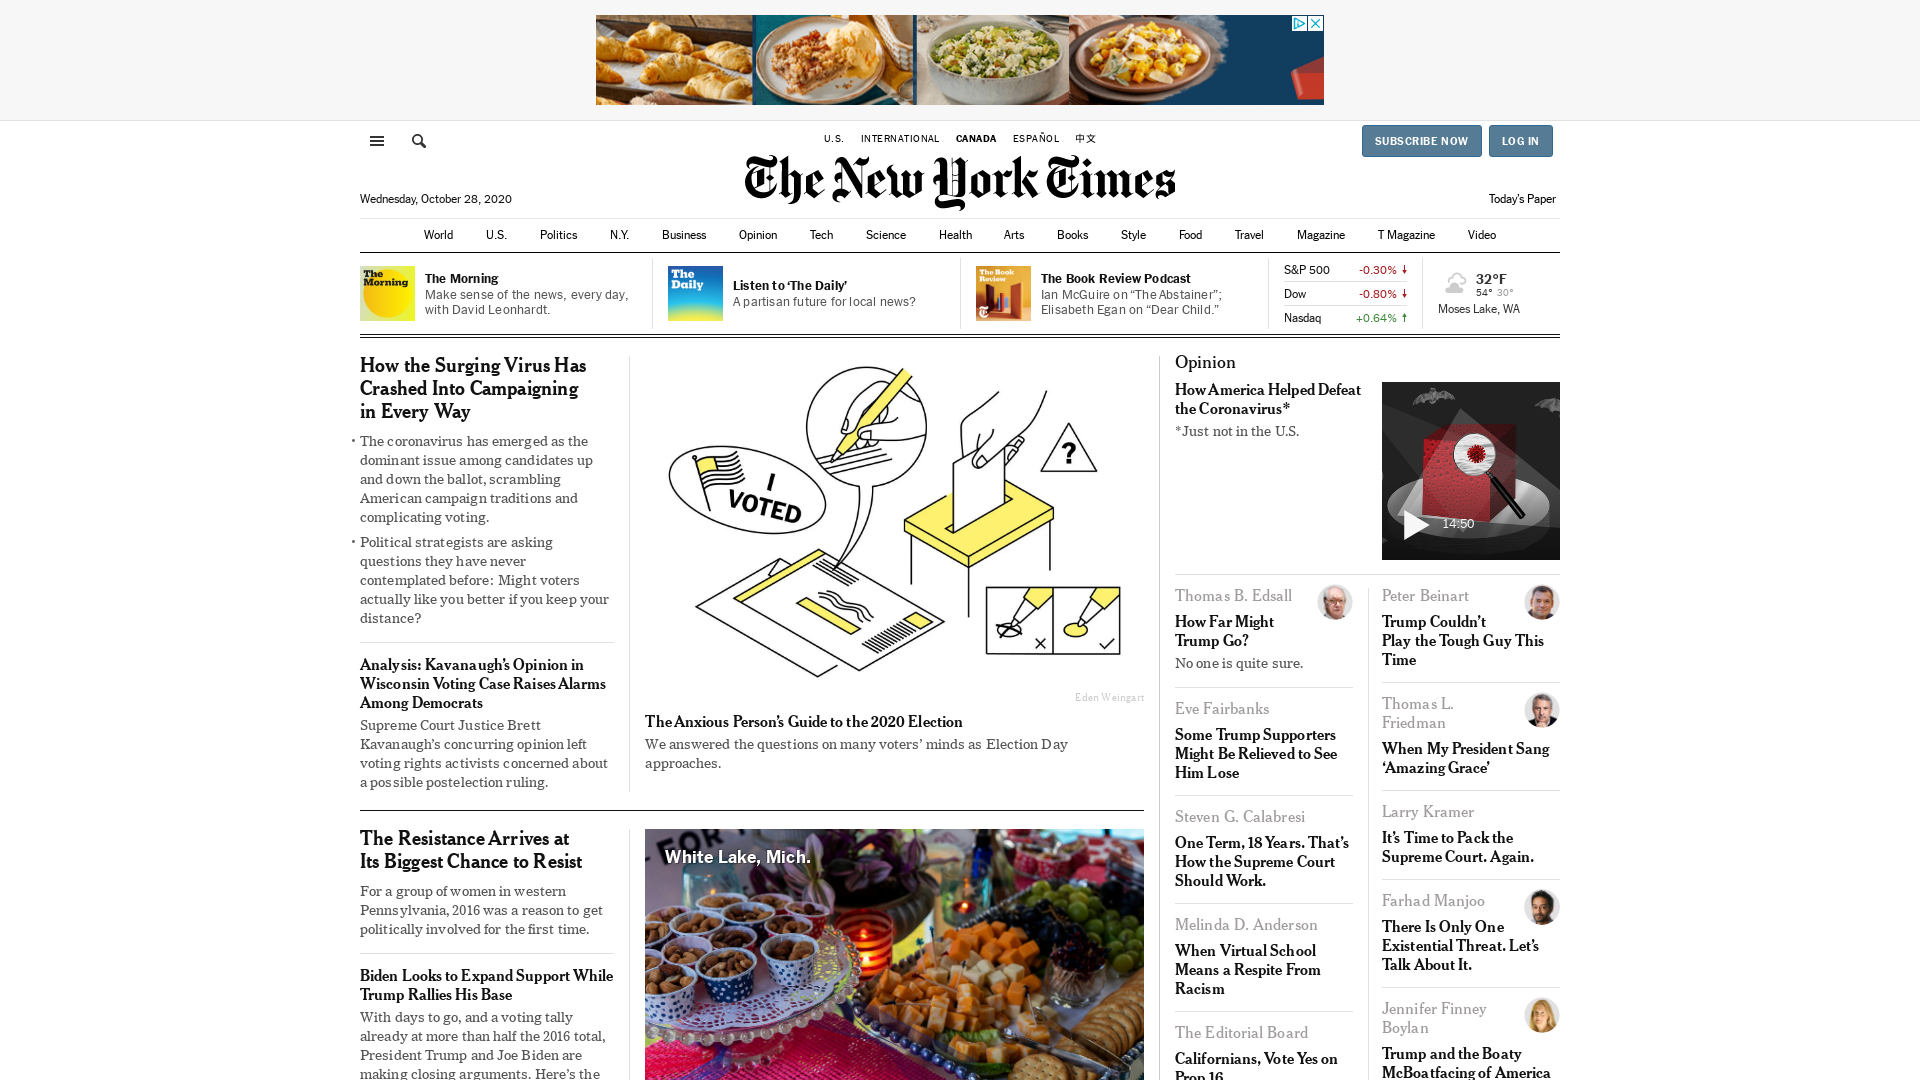 U.S. INTERNATIONAL CANADA ESPAÑOL 中文
SUBSCRIBE NOW LOG IN
The New York Times
Wednesday, October 28, 2020
Today's Paper
World U.S. Politics N.Y. Business Opinion Tech Science Health Arts Books Style Food Travel Magazine T Magazine Video
The Morning
The Morning
Make sense of the news, every day,
with David Leonhardt.
The Daily
Listen to ‘The Daily’
A partisan future for local news?
The Book Review
The Book Review Podcast
Ian McGuire on “The Abstainer”;
Elisabeth Egan on “Dear Child.”
S&P 500 -0.30% ↓
Dow -0.80% ↓
Nasdaq +0.64% ↑
32°F
54° 30°
Moses Lake, WA
How the Surging Virus Has
Crashed Into Campaigning
in Every Way
• The coronavirus has emerged as the
dominant issue among candidates up
and down the ballot, scrambling
American campaign traditions and
complicating voting.
• Political strategists are asking
questions they have never
contemplated before: Might voters
actually like you better if you keep your
distance?
Analysis: Kavanaugh’s Opinion in
Wisconsin Voting Case Raises Alarms
Among Democrats
Supreme Court Justice Brett
Kavanaugh’s concurring opinion left
voting rights activists concerned about
a possible postelection ruling.
I
VOTED
?
Eden Weingart
The Anxious Person’s Guide to the 2020 Election
We answered the questions on many voters’ minds as Election Day
approaches.
The Resistance Arrives at
Its Biggest Chance to Resist
For a group of women in western
Pennsylvania, 2016 was a reason to get
politically involved for the first time.
Biden Looks to Expand Support While
Trump Rallies His Base
With days to go, and a voting tally
already at more than half the 2016 total,
President Trump and Joe Biden are
making closing arguments. Here’s the
White Lake, Mich.
Opinion
How America Helped Defeat
the Coronavirus*
*Just not in the U.S.
14:50
Thomas B. Edsall
How Far Might
Trump Go?
No one is quite sure.
Eve Fairbanks
Some Trump Supporters
Might Be Relieved to See
Him Lose
Steven G. Calabresi
One Term, 18 Years. That’s
How the Supreme Court
Should Work.
Melinda D. Anderson
When Virtual School
Means a Respite From
Racism
The Editorial Board
Californians, Vote Yes on
Prop 16
Peter Beinart
Trump Couldn’t
Play the Tough Guy This
Time
Thomas L.
Friedman
When My President Sang
‘Amazing Grace’
Larry Kramer
It’s Time to Pack the
Supreme Court. Again.
Farhad Manjoo
There Is Only One
Existential Threat. Let’s
Talk About It.
Jennifer Finney
Boylan
Trump and the Boaty
McBoatfacing of America